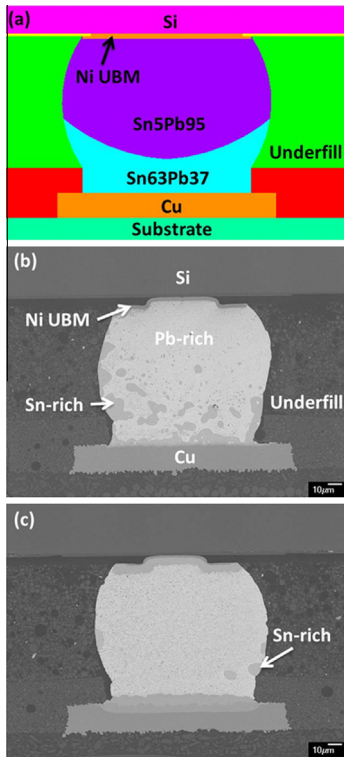 (a)
Si
Ni UBM
Sn5Pb95
Underfill
Sn63Pb37
Cu
Substrate
(b)
Si
Ni UBM
Pb-rich
Sn-rich
Underfill
Cu
10μm
(c)
Sn-rich
10μm